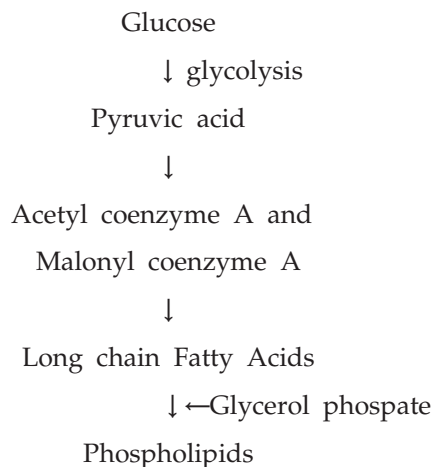 Glucose
↓ glycolysis
Pyruvic acid
↓
Acetyl coenzyme A and
Malonyl coenzyme A
↓
Long chain Fatty Acids
↓ ←Glycerol phospate
Phospholipids